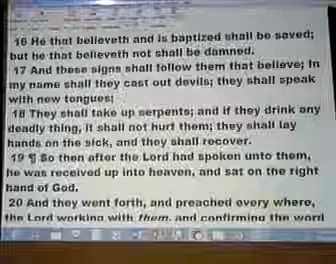 16 He that believeth and is baptized shall be saved;
but he that believeth not shall be damned.
17 And these signs shall follow them that believe; In
my name shall they cast out devils; they shall speak
with new tongues;
18 They shall take up serpents; and if they drink any
deadly thing, it shall not hurt them; they shall lay
hands on the sick, and they shall recover.
19 ¶ So then after the Lord had spoken unto them,
he was received up into heaven, and sat on the right
hand of God.
20 And they went forth, and preached every where,
the Lord working with them, and confirming the word